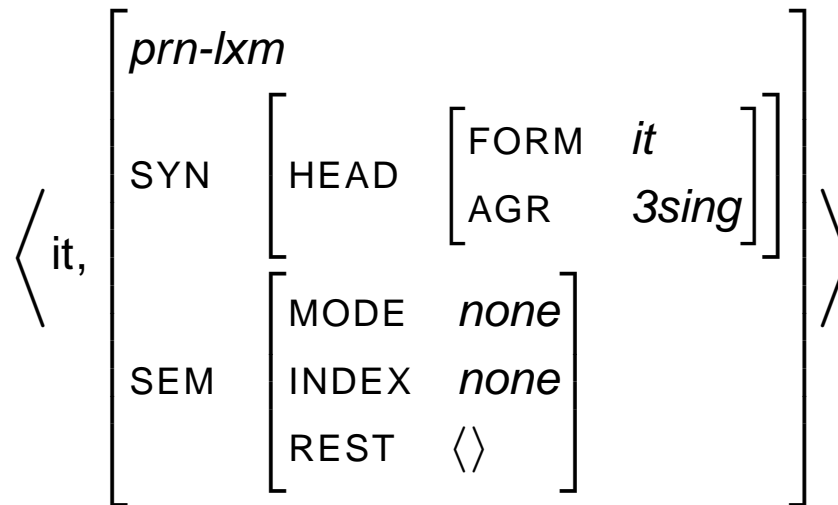 prn-lxm
FORM it
SYN HEAD
AGR 3sing
⟨ it, ⟩
MODE none
SEM INDEX none
REST ⟨⟩